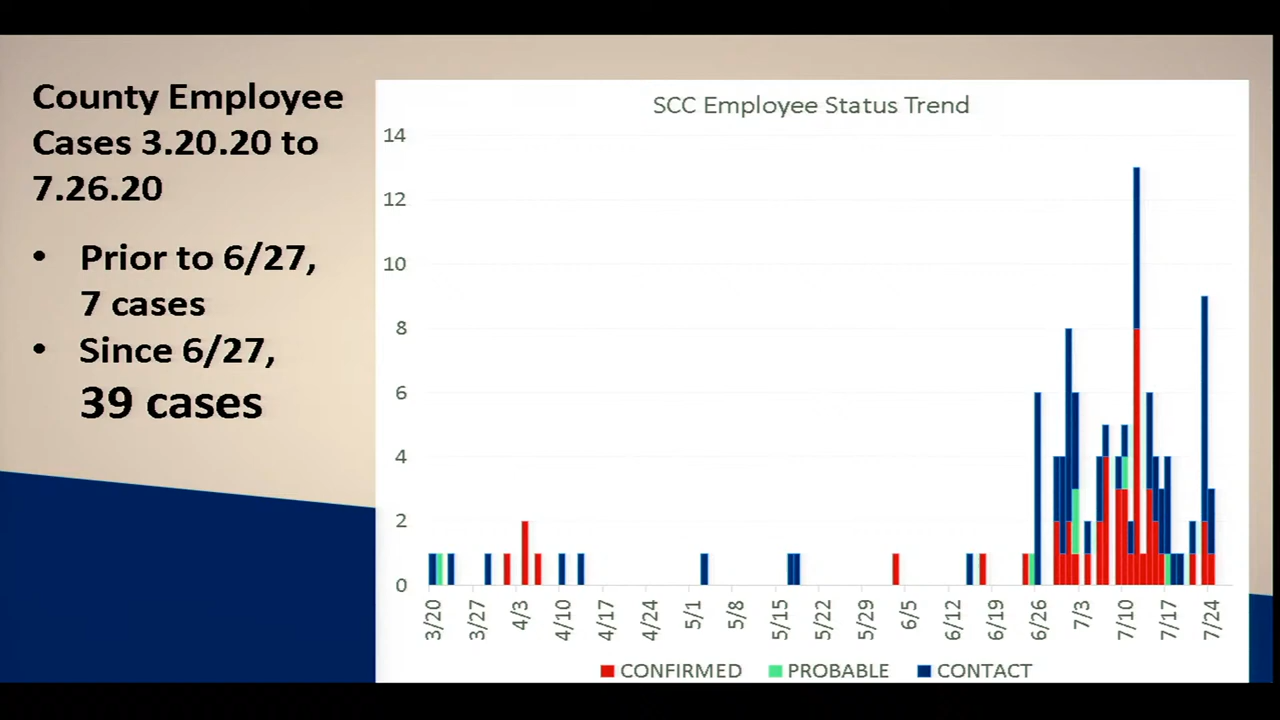 County Employee
Cases 3.20.20 to
7.26.20
• Prior to 6/27,
7 cases
• Since 6/27,
39 cases
SCC Employee Status Trend
14
12
10
8
6
4
2
0
3/20 3/27 4/3 4/10 4/17 4/24 5/1 5/8 5/15 5/22 5/29 6/5 6/12 6/19 6/26 7/3 7/10 7/17 7/24
CONFIRMED PROBABLE CONTACT